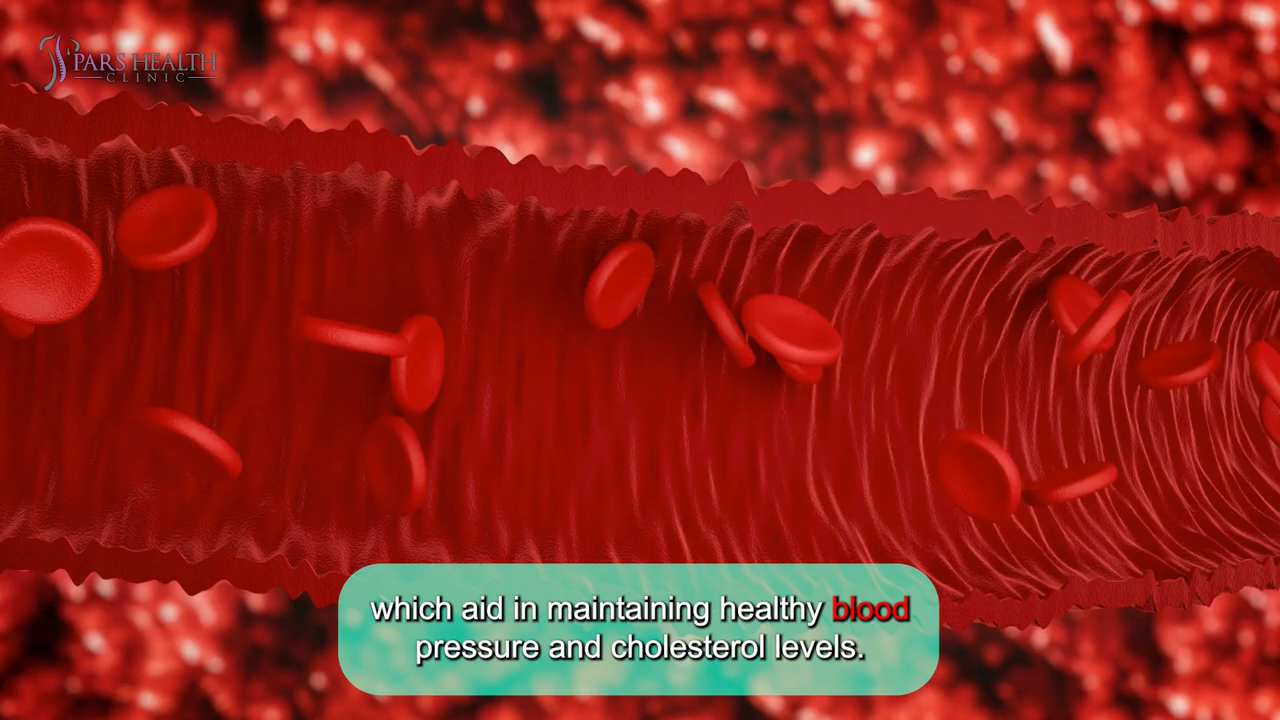 PARS HEALTH
CLINIC
which aid in maintaining healthy blood
pressure and cholesterol levels.